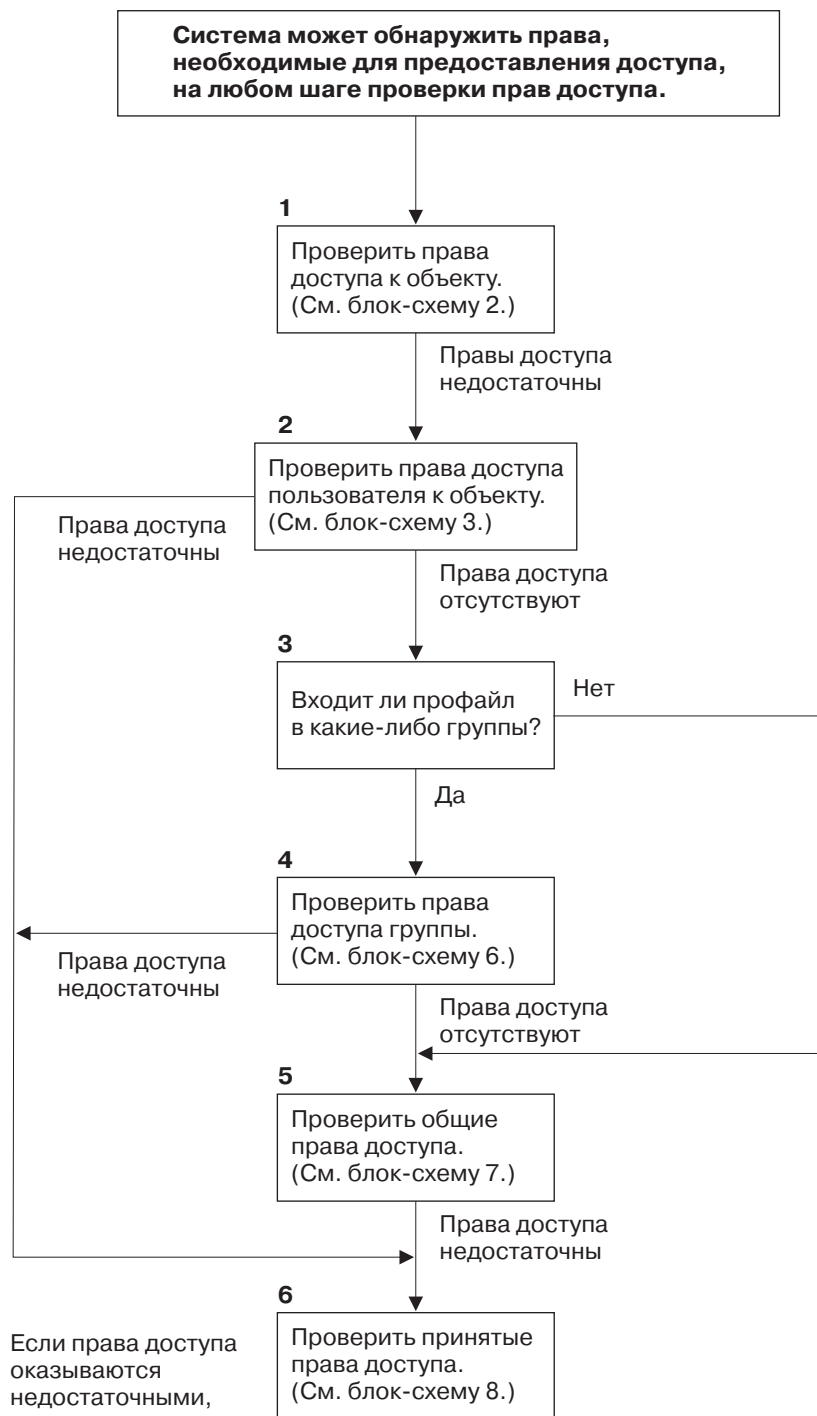 Система может обнаружить права,
необходимые для предоставления доступа,
на любом шаге проверки прав доступа.
1
Проверить права
доступа к объекту.
(См. блок-схему 2.)
Правы доступа
недостаточны
2
Проверить права доступа
пользователя к объекту.
(См. блок-схему 3.)
Права доступа
недостаточны
Права доступа
отсутствуют
3
Входит ли профайл
в какие-либо группы?
Нет
Да
4
Проверить права
доступа группы.
(См. блок-схему 6.)
Права доступа
недостаточны
Права доступа
отсутствуют
5
Проверить общие
права доступа.
(См. блок-схему 7.)
Права доступа
недостаточны
6
Проверить принятые
права доступа.
(См. блок-схему 8.)
Если права доступа
оказываются
недостаточными,